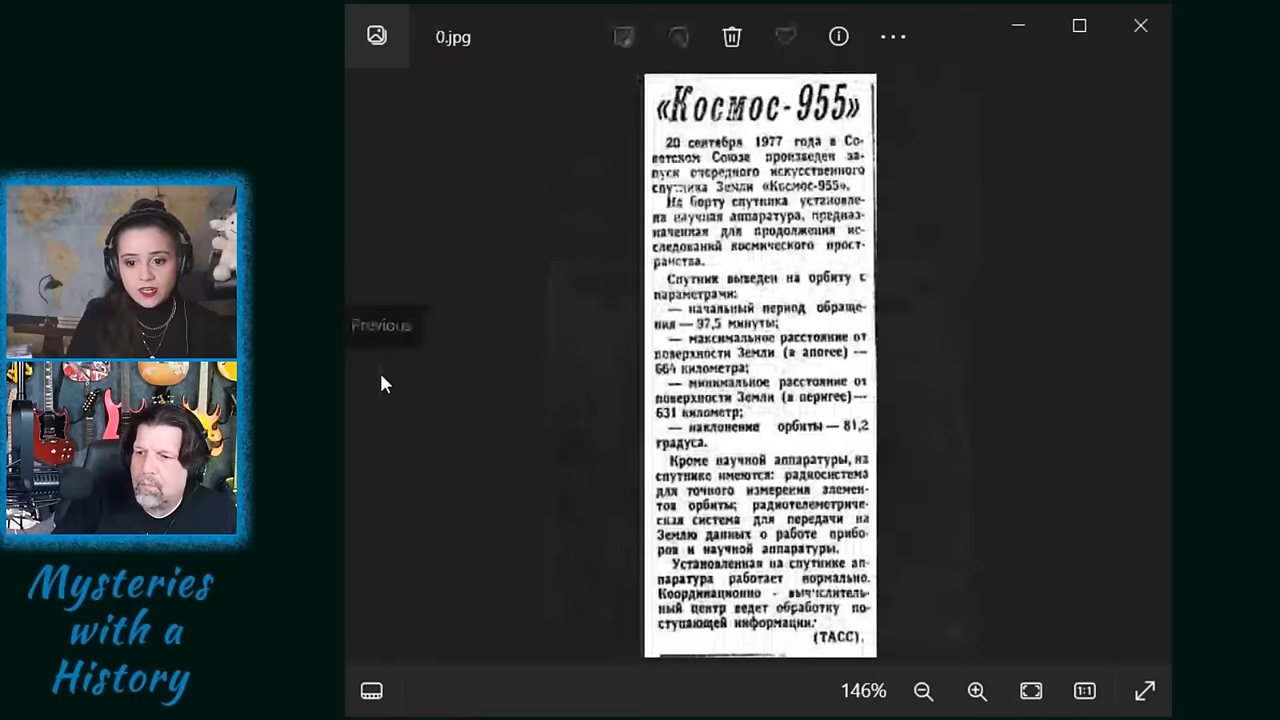 0.jpg
«Космос-955»
20 сентября 1977 года в Со-
ветском Союзе произведен за-
пуск очередного искусственного
спутника Земли «Космос-955».
На борту спутника установле-
на научная аппаратура, предназ-
наченная для продолжения ис-
следований космического прост-
ранства.
Спутник выведен на орбиту с
параметрами:
— начальный период обраще-
ния — 97,5 минуты;
— максимальное расстояние от
поверхности Земли (в апогее) —
664 километра;
— минимальное расстояние от
поверхности Земли (в перигее)—
631 километр;
— наклонение орбиты — 81,2
градуса.
Кроме научной аппаратуры, на
спутнике имеются: радиосистема
для точного измерения элемен-
тов орбиты; радиотелеметриче-
ская система для передачи на
Землю данных о работе прибо-
ров и научной аппаратуры.
Установленная на спутнике ап-
паратура работает нормально.
Координационно - вычислитель-
ный центр ведет обработку по-
ступающей информации.
(ТАСС).
Previous
Mysteries
with a
History
146%
1:1